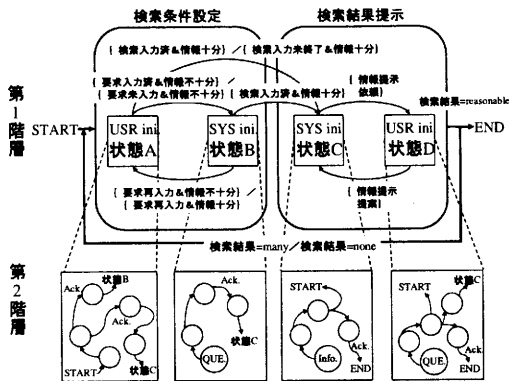 検索条件設定
検索結果提示
{ 検索入力済&情報十分} ／{ 検索入力未終了&情報十分}
{ 要求入力済&情報不十分} ／
{ 要求未入力&情報不十分}
{ 検索入力済&情報十分}
{ 情報提示
依頼}
検索結果=reasonable
第1階層
START
USR ini.
状態A
SYS ini.
状態B
SYS ini.
状態C
USR ini.
状態D
END
{ 要求再入力&情報不十分} ／
{ 要求再入力&情報十分}
{ 情報提示
提案}
検索結果=many／検索結果=none
第2階層
状態B
Ack.
Ack.
START
状態C
Ack.
状態C
QUE.
START
Ack.
Info.
END
状態C
START
Ack.
QUE.
END